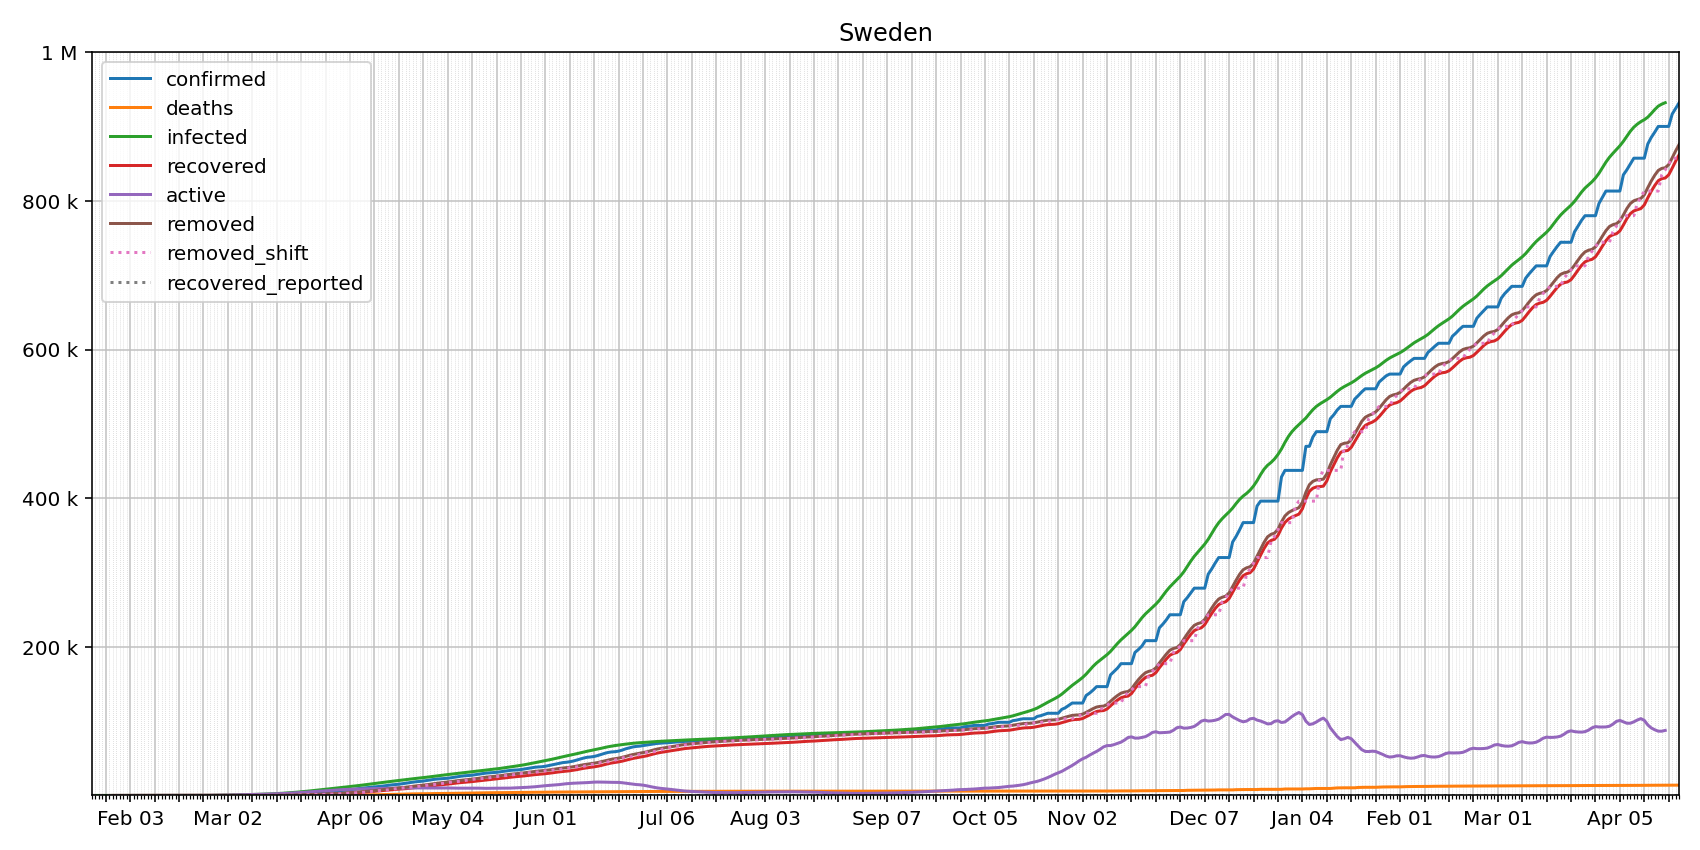 Sweden
1 M
800 k
600 k
400 k
200 k
confirmed
deaths
infected
recovered
active
removed
removed_shift
recovered_reported
Feb 03 Mar 02 Apr 06 May 04 Jun 01 Jul 06 Aug 03 Sep 07 Oct 05 Nov 02 Dec 07 Jan 04 Feb 01 Mar 01 Apr 05